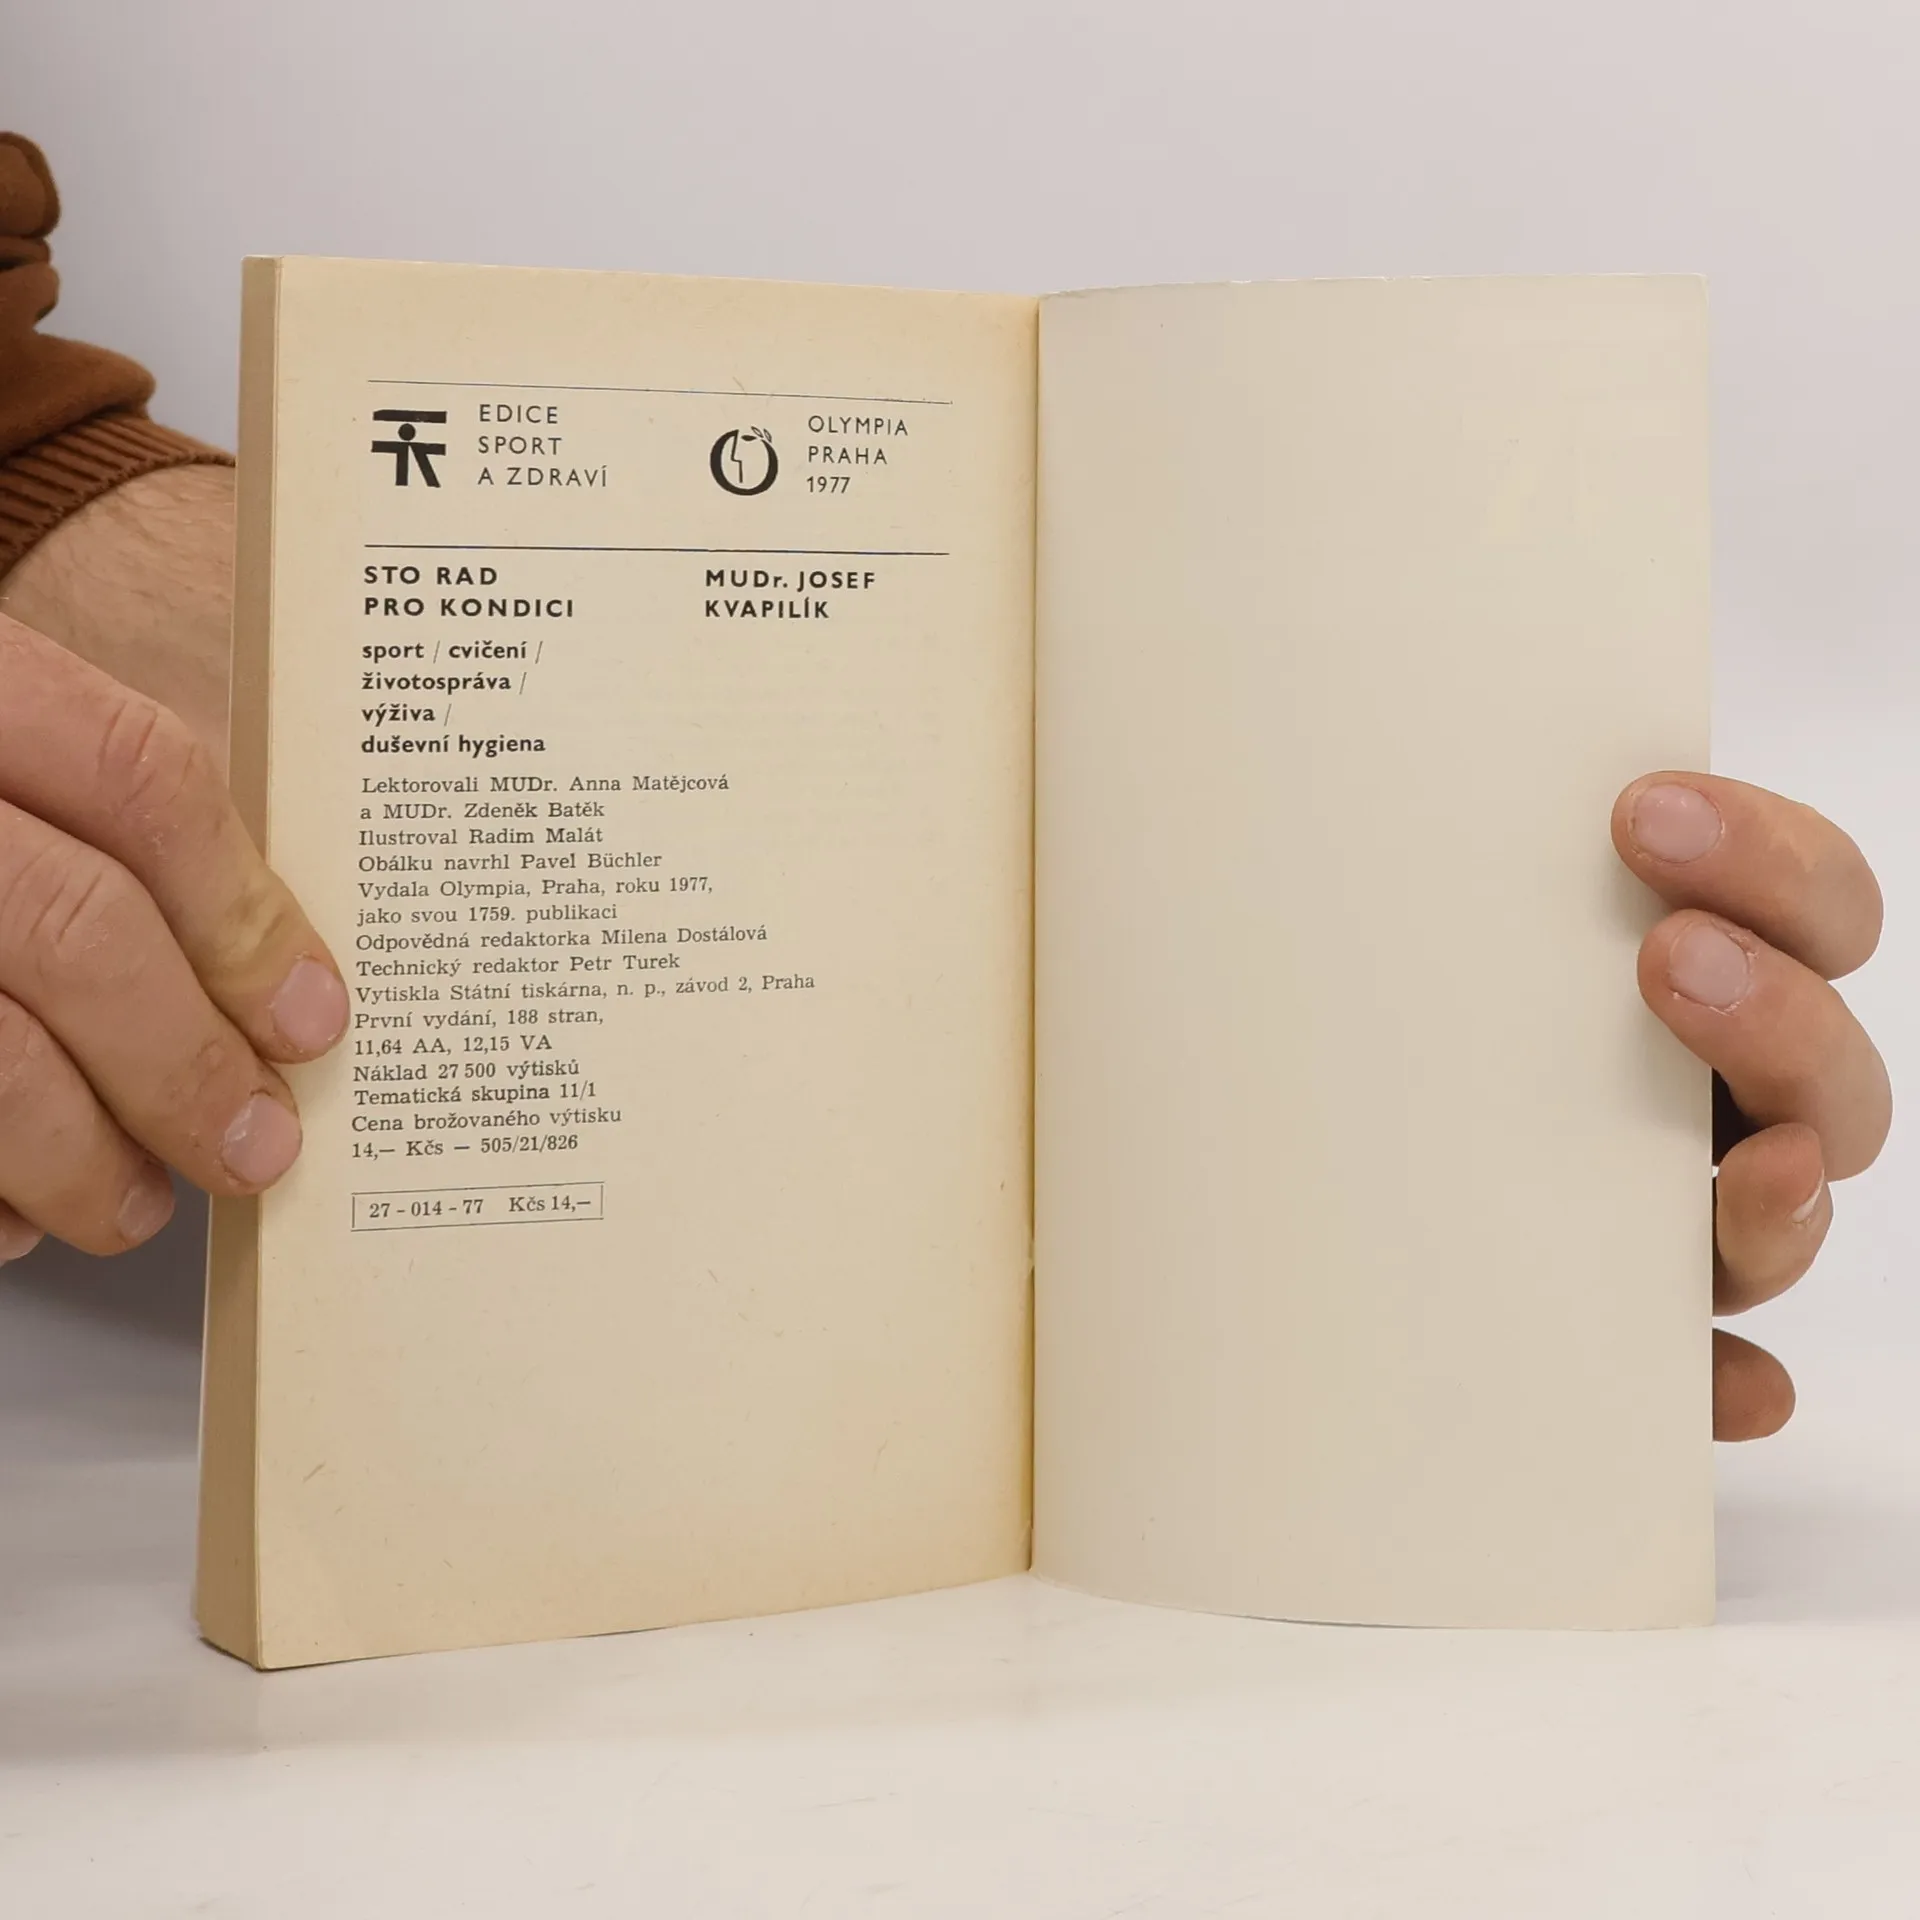 EDICE
SPORT
A ZDRAVÍ
OLYMPIA
PRAHA
1977
STO RAD
PRO KONDICI
MUDr. JOSEF
KVAPILÍK
sport / cvičení /
životospráva /
výživa /
duševní hygiena
Lektorovali MUDr. Anna Matějcová
a MUDr. Zdeněk Batěk
Ilustroval Radim Malát
Obálku navrhl Pavel Büchler
Vydala Olympia, Praha, roku 1977,
jako svou 1759. publikaci
Odpovědná redaktorka Milena Dostálová
Technický redaktor Petr Turek
Vytiskla Státní tiskárna, n. p., závod 2, Praha
První vydání, 188 stran,
11,64 AA, 12,15 VA
Náklad 27 500 výtisků
Tematická skupina 11/1
Cena brožovaného výtisku
14,— Kčs — 505/21/826
27 - 014 - 77 Kčs 14,—